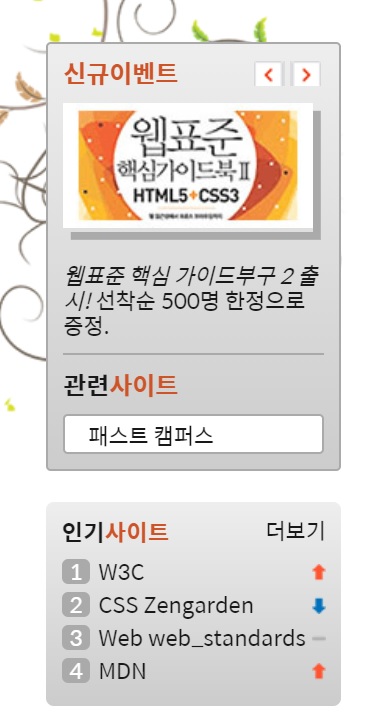 신규이벤트
웹표준
핵심가이드북 II
HTML5+CSS3
웹표준 핵심 가이드부구 2 출
시! 선착순 500명 한정으로
증정.
관련사이트
패스트 캠퍼스
인기사이트 더보기
1 W3C
2 CSS Zengarden
3 Web web_standards
4 MDN